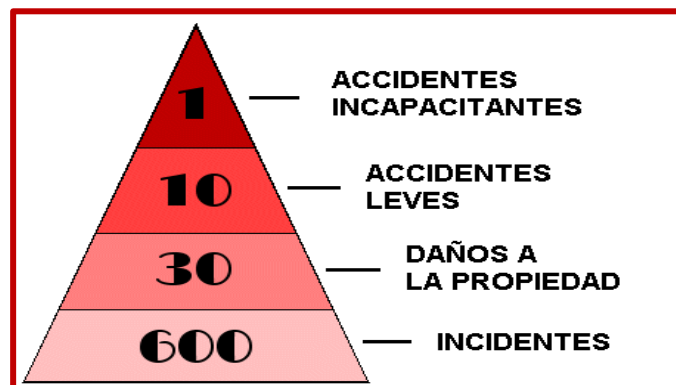 1
ACCIDENTES
INCAPACITANTES
10
ACCIDENTES
LEVES
30
DAÑOS A
LA PROPIEDAD
600
INCIDENTES